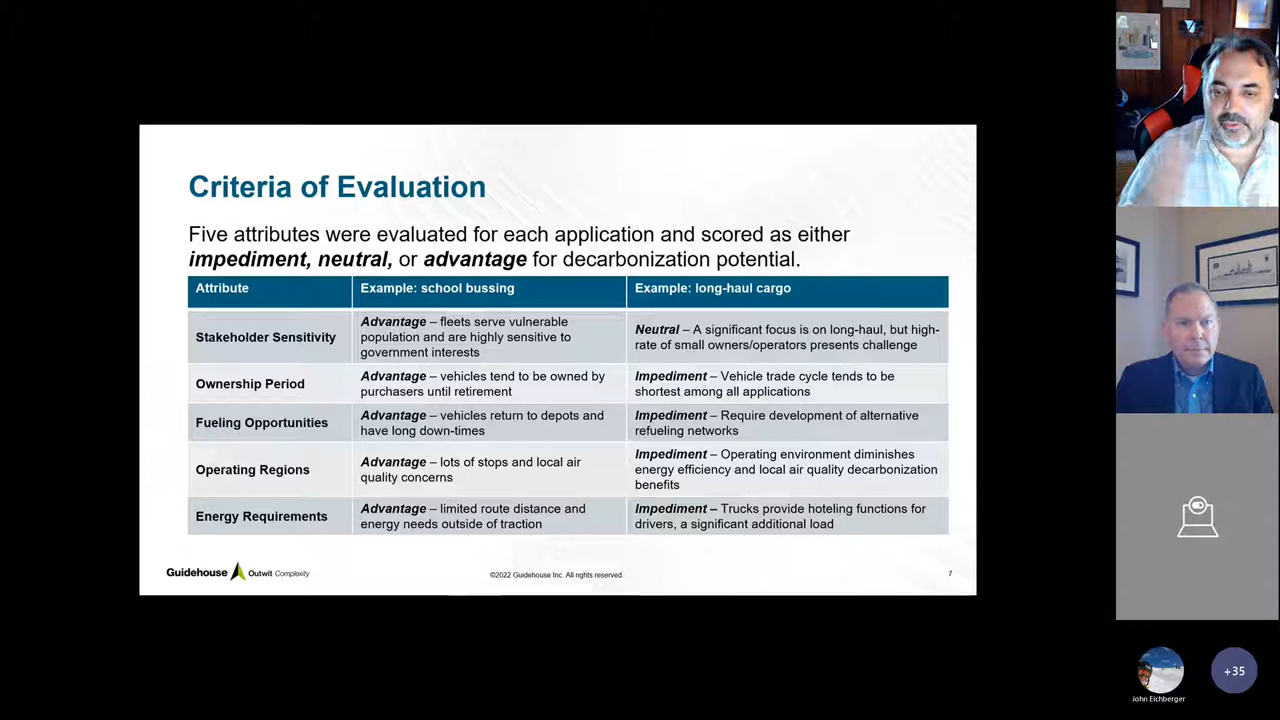 Criteria of Evaluation
Five attributes were evaluated for each application and scored as either
impediment, neutral, or advantage for decarbonization potential.
Attribute
Example: school bussing
Example: long-haul cargo
Stakeholder Sensitivity
Advantage – fleets serve vulnerable
population and are highly sensitive to
government interests
Neutral – A significant focus is on long-haul, but high-
rate of small owners/operators presents challenge
Ownership Period
Advantage – vehicles tend to be owned by
purchasers until retirement
Impediment – Vehicle trade cycle tends to be
shortest among all applications
Fueling Opportunities
Advantage – vehicles return to depots and
have long down-times
Impediment – Require development of alternative
refueling networks
Operating Regions
Advantage – lots of stops and local air
quality concerns
Impediment – Operating environment diminishes
energy efficiency and local air quality decarbonization
benefits
Energy Requirements
Advantage – limited route distance and
energy needs outside of traction
Impediment – Trucks provide hoteling functions for
drivers, a significant additional load
Guidehouse
Outwit Complexity
©2022 Guidehouse Inc. All rights reserved.
7
John Eichberger
+35